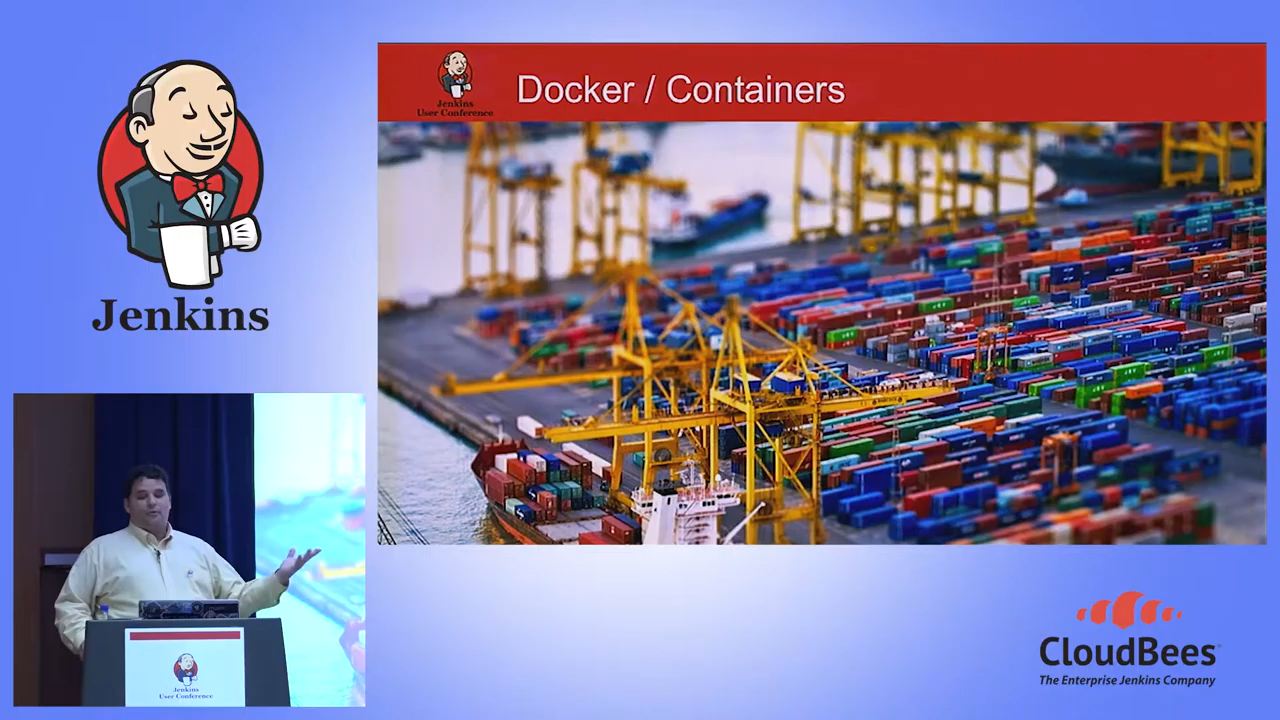 Jenkins
Jenkins
User Conference
Docker / Containers
Jenkins
User Conference
CloudBees
The Enterprise Jenkins Company